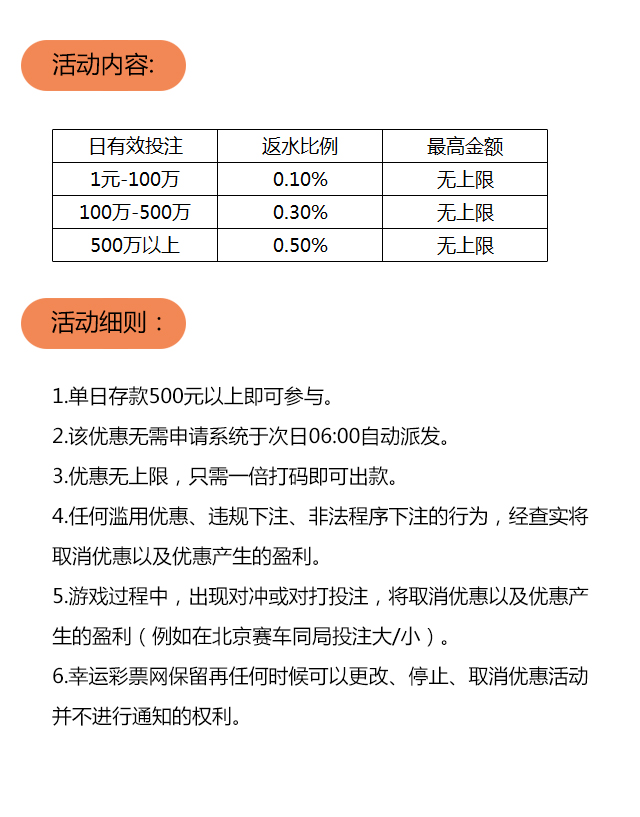 活动内容:
日有效投注 返水比例 最高金额
1元-100万 0.10% 无上限
100万-500万 0.30% 无上限
500万以上 0.50% 无上限
活动细则：
1.单日存款500元以上即可参与。
2.该优惠无需申请系统于次日06:00自动派发。
3.优惠无上限，只需一倍打码即可出款。
4.任何滥用优惠、违规下注、非法程序下注的行为，经查实将
取消优惠以及优惠产生的盈利。
5.游戏过程中，出现对冲或对打投注，将取消优惠以及优惠产
生的盈利（例如在北京赛车同局投注大/小）。
6.幸运彩票网保留再任何时候可以更改、停止、取消优惠活动
并不进行通知的权利。